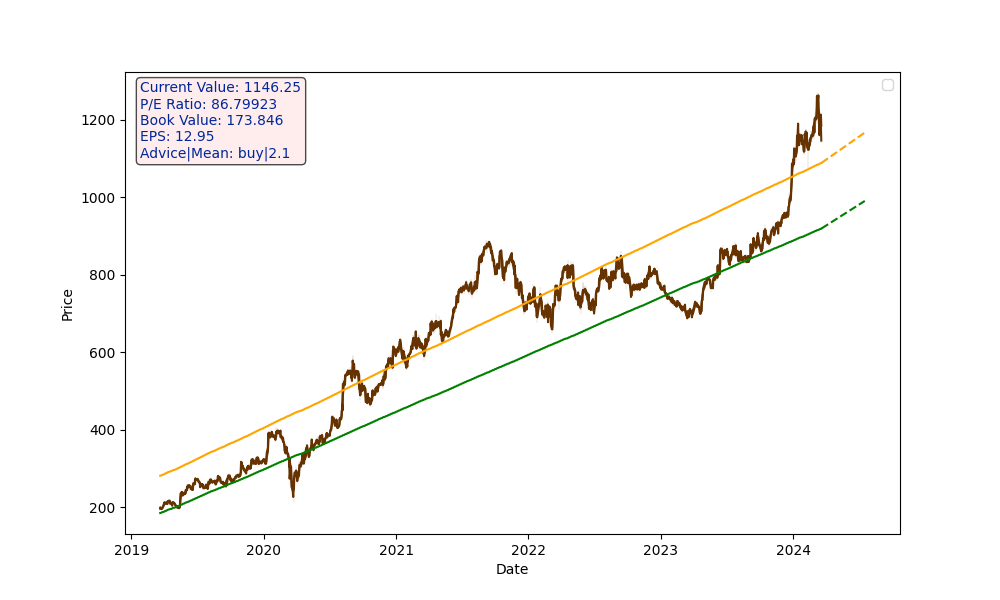 Current Value: 1146.25
P/E Ratio: 86.79923
Book Value: 173.846
EPS: 12.95
Advice|Mean: buy|2.1
1200
1000
800
600
400
200
Price
2019 2020 2021 2022 2023 2024
Date